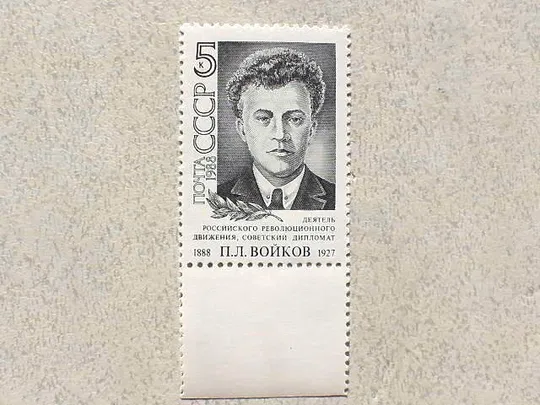 5 к
ПОЧТА СССР
1988
ДЕЯТЕЛЬ
РОССИЙСКОГО РЕВОЛЮЦИОННОГО
ДВИЖЕНИЯ, СОВЕТСКИЙ ДИПЛОМАТ
1888 П.Л.ВОЙКОВ 1927